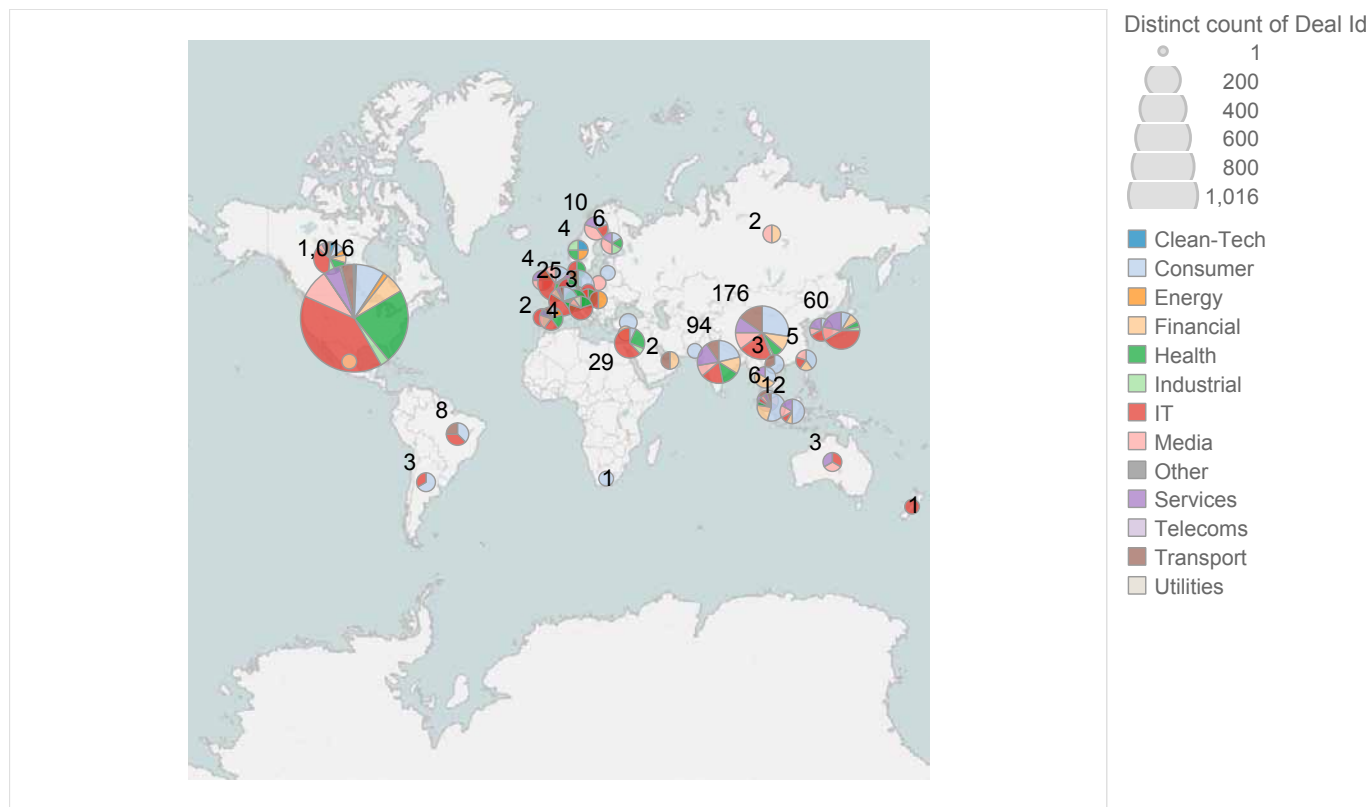 Distinct count of Deal Id
1
200
400
600
800
1,016
Clean-Tech
Consumer
Energy
Financial
Health
Industrial
IT
Media
Other
Services
Telecoms
Transport
Utilities
10
6
2
4
1,016
4
25
3
176
60
2
4
94
5
3
29
2
6
12
8
3
3
1
1